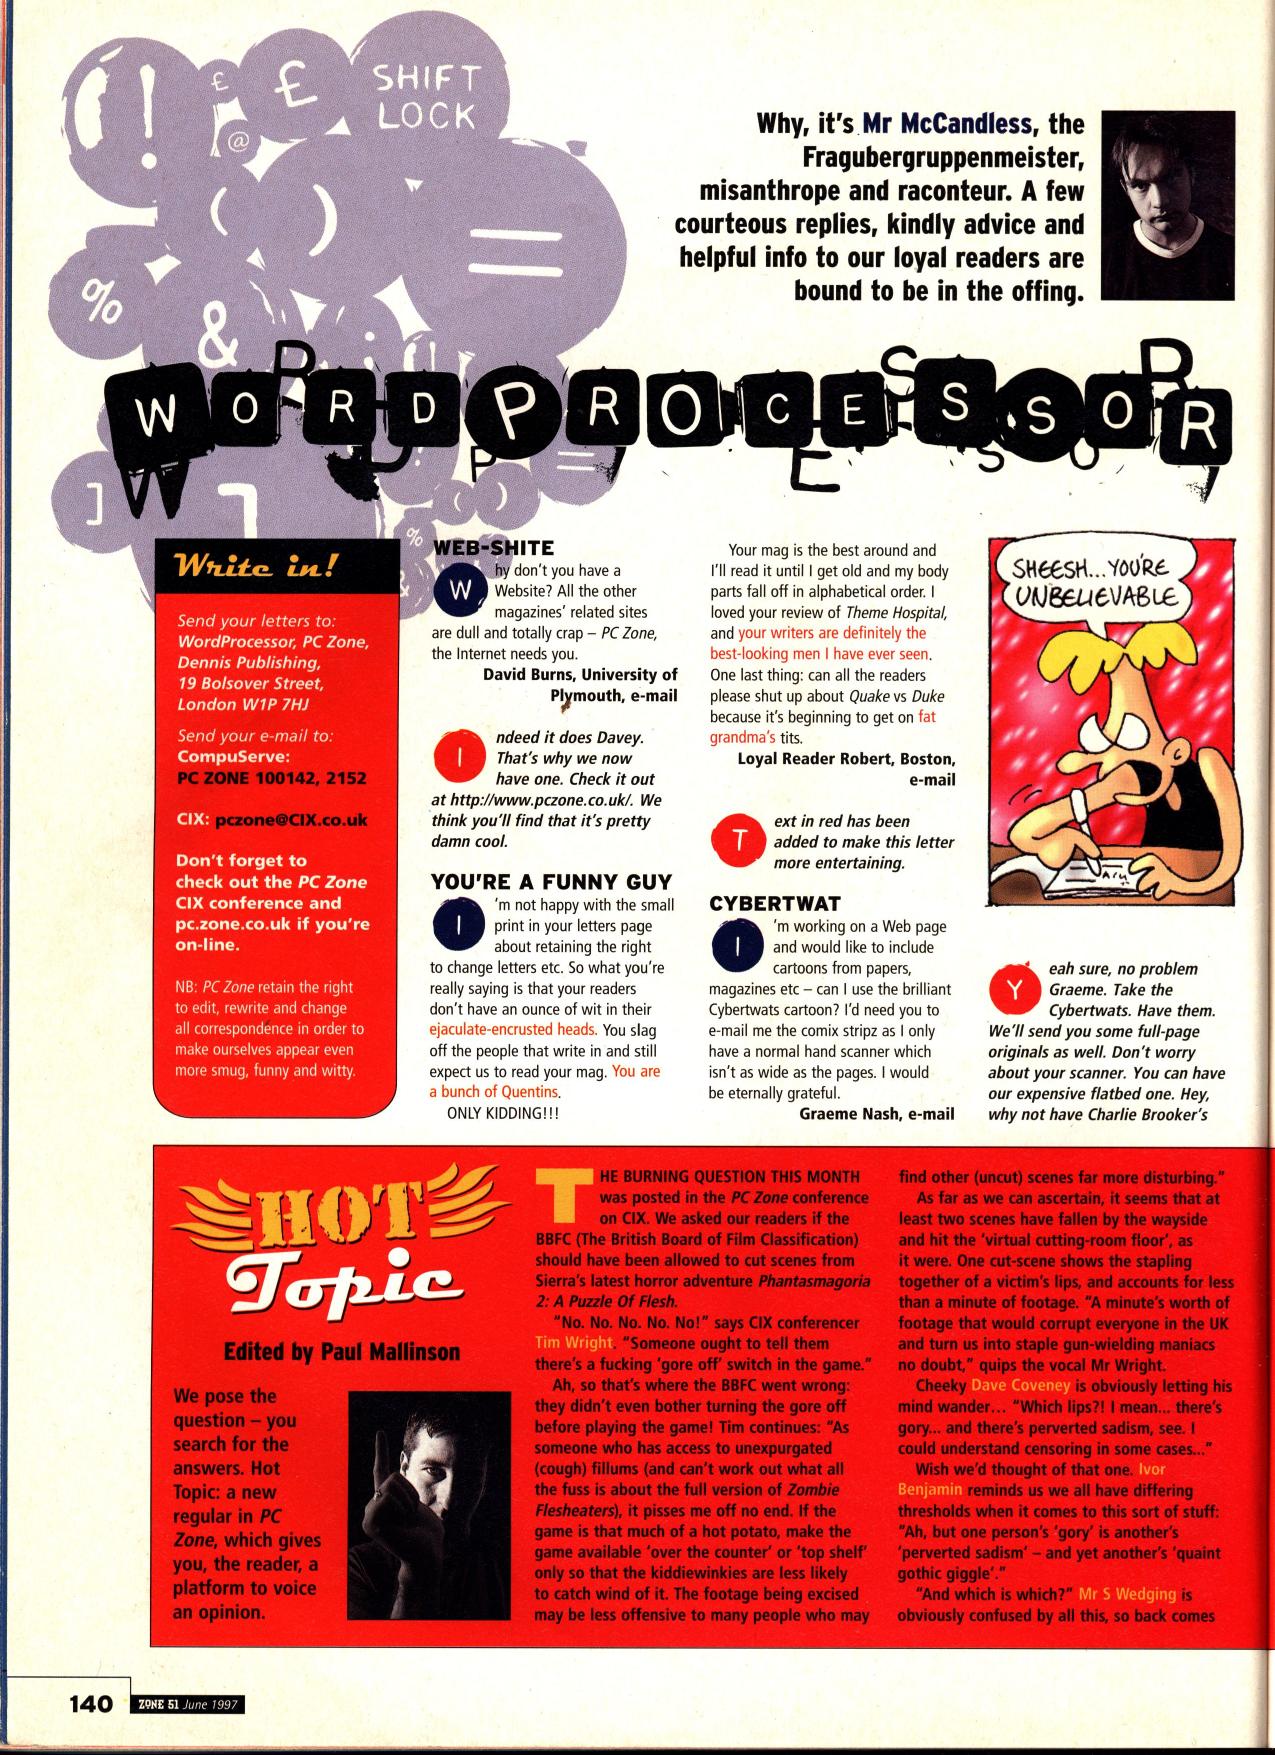 !
£
£
SHIFT
LOCK
@
( )
=
%
&
Why, it's Mr McCandless, the
Fragubergruppenmeister,
misanthrope and raconteur. A few
courteous replies, kindly advice and
helpful info to our loyal readers are
bound to be in the offing.
WORDPROCESSOR
Write in!
Send your letters to:
WordProcessor, PC Zone,
Dennis Publishing,
19 Bolsover Street,
London W1P 7HJ
Send your e-mail to:
CompuServe:
PC ZONE 100142, 2152
CIX: pczone@CIX.co.uk
Don't forget to
check out the PC Zone
CIX conference and
pc.zone.co.uk if you're
on-line.
NB: PC Zone retain the right
to edit, rewrite and change
all correspondence in order to
make ourselves appear even
more smug, funny and witty.
WEB-SHITE
Why don't you have a
Website? All the other
magazines' related sites
are dull and totally crap – PC Zone,
the Internet needs you.
David Burns, University of
Plymouth, e-mail
Indeed it does Davey.
That's why we now
have one. Check it out
at http://www.pczone.co.uk/. We
think you'll find that it's pretty
damn cool.
YOU'RE A FUNNY GUY
I'm not happy with the small
print in your letters page
about retaining the right
to change letters etc. So what you're
really saying is that your readers
don't have an ounce of wit in their
ejaculate-encrusted heads. You slag
off the people that write in and still
expect us to read your mag. You are
a bunch of Quentins.
ONLY KIDDING!!!
Your mag is the best around and
I'll read it until I get old and my body
parts fall off in alphabetical order. I
loved your review of Theme Hospital,
and your writers are definitely the
best-looking men I have ever seen.
One last thing: can all the readers
please shut up about Quake vs Duke
because it's beginning to get on fat
grandma's tits.
Loyal Reader Robert, Boston,
e-mail
Text in red has been
added to make this letter
more entertaining.
CYBERTWAT
I'm working on a Web page
and would like to include
cartoons from papers,
magazines etc – can I use the brilliant
Cybertwats cartoon? I'd need you to
e-mail me the comix stripz as I only
have a normal hand scanner which
isn't as wide as the pages. I would
be eternally grateful.
Graeme Nash, e-mail
SHEESH...YOU'RE
UNBELIEVABLE
Yeah sure, no problem
Graeme. Take the
Cybertwats. Have them.
We'll send you some full-page
originals as well. Don't worry
about your scanner. You can have
our expensive flatbed one. Hey,
why not have Charlie Brooker's
HOT
Topic
Edited by Paul Mallinson
We pose the
question – you
search for the
answers. Hot
Topic: a new
regular in PC
Zone, which gives
you, the reader, a
platform to voice
an opinion.
THE BURNING QUESTION THIS MONTH
was posted in the PC Zone conference
on CIX. We asked our readers if the
BBFC (The British Board of Film Classification)
should have been allowed to cut scenes from
Sierra's latest horror adventure Phantasmagoria
2: A Puzzle Of Flesh.
"No. No. No. No. No!" says CIX conferencer
Tim Wright. "Someone ought to tell them
there's a fucking 'gore off' switch in the game."
Ah, so that's where the BBFC went wrong:
they didn't even bother turning the gore off
before playing the game! Tim continues: "As
someone who has access to unexpurgated
(cough) fillums (and can't work out what all
the fuss is about the full version of Zombie
Flesheaters), it pisses me off no end. If the
game is that much of a hot potato, make the
game available 'over the counter' or 'top shelf'
only so that the kiddiewinkies are less likely
to catch wind of it. The footage being excised
may be less offensive to many people who may
find other (uncut) scenes far more disturbing."
As far as we can ascertain, it seems that at
least two scenes have fallen by the wayside
and hit the 'virtual cutting-room floor', as
it were. One cut-scene shows the stapling
together of a victim's lips, and accounts for less
than a minute of footage. "A minute's worth of
footage that would corrupt everyone in the UK
and turn us into staple gun-wielding maniacs
no doubt," quips the vocal Mr Wright.
Cheeky Dave Coveney is obviously letting his
mind wander... "Which lips?! I mean... there's
gory... and there's perverted sadism, see. I
could understand censoring in some cases..."
Wish we'd thought of that one. Ivor
Benjamin reminds us we all have differing
thresholds when it comes to this sort of stuff:
"Ah, but one person's 'gory' is another's
'perverted sadism' – and yet another's 'quaint
gothic giggle'."
"And which is which?" Mr S Wedging is
obviously confused by all this, so back comes
140
ZONE 51 June 1997